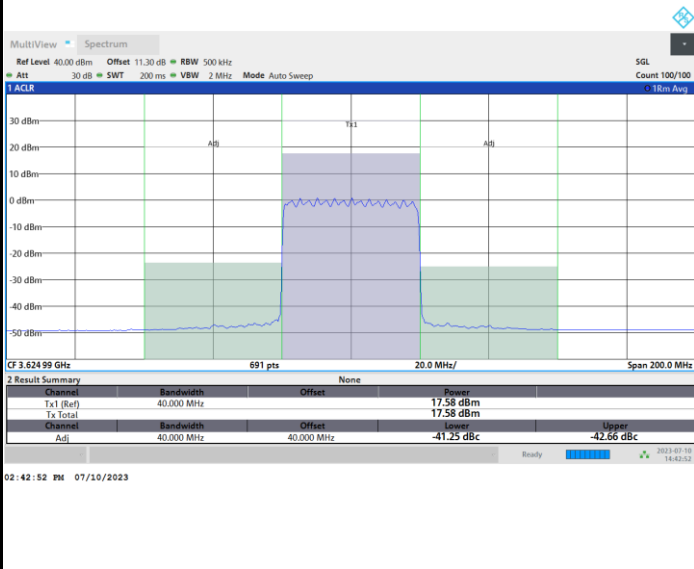 MultiView Spectrum
Ref Level 40.00 dBm Offset 11.30 dB RBW 500 kHz SGL
Att 30 dB SWT 200 ms VBW 2 MHz Mode Auto Sweep Count 100/100
1 ACLR 1Rm Avg
30 dBm
Tx1
20 dBm
Adj Adj
10 dBm
0 dBm
-10 dBm
-20 dBm
-30 dBm
-40 dBm
-50 dBm
CF 3.624 99 GHz 691 pts 20.0 MHz/ Span 200.0 MHz
2 Result Summary None
Channel Bandwidth Offset Power
Tx1 (Ref) 40.000 MHz 17.58 dBm
Tx Total 17.58 dBm
Channel Bandwidth Offset Lower Upper
Adj 40.000 MHz 40.000 MHz -41.25 dBc -42.66 dBc
Ready 2023-07-10
14:42:52
02:42:52 PM 07/10/2023